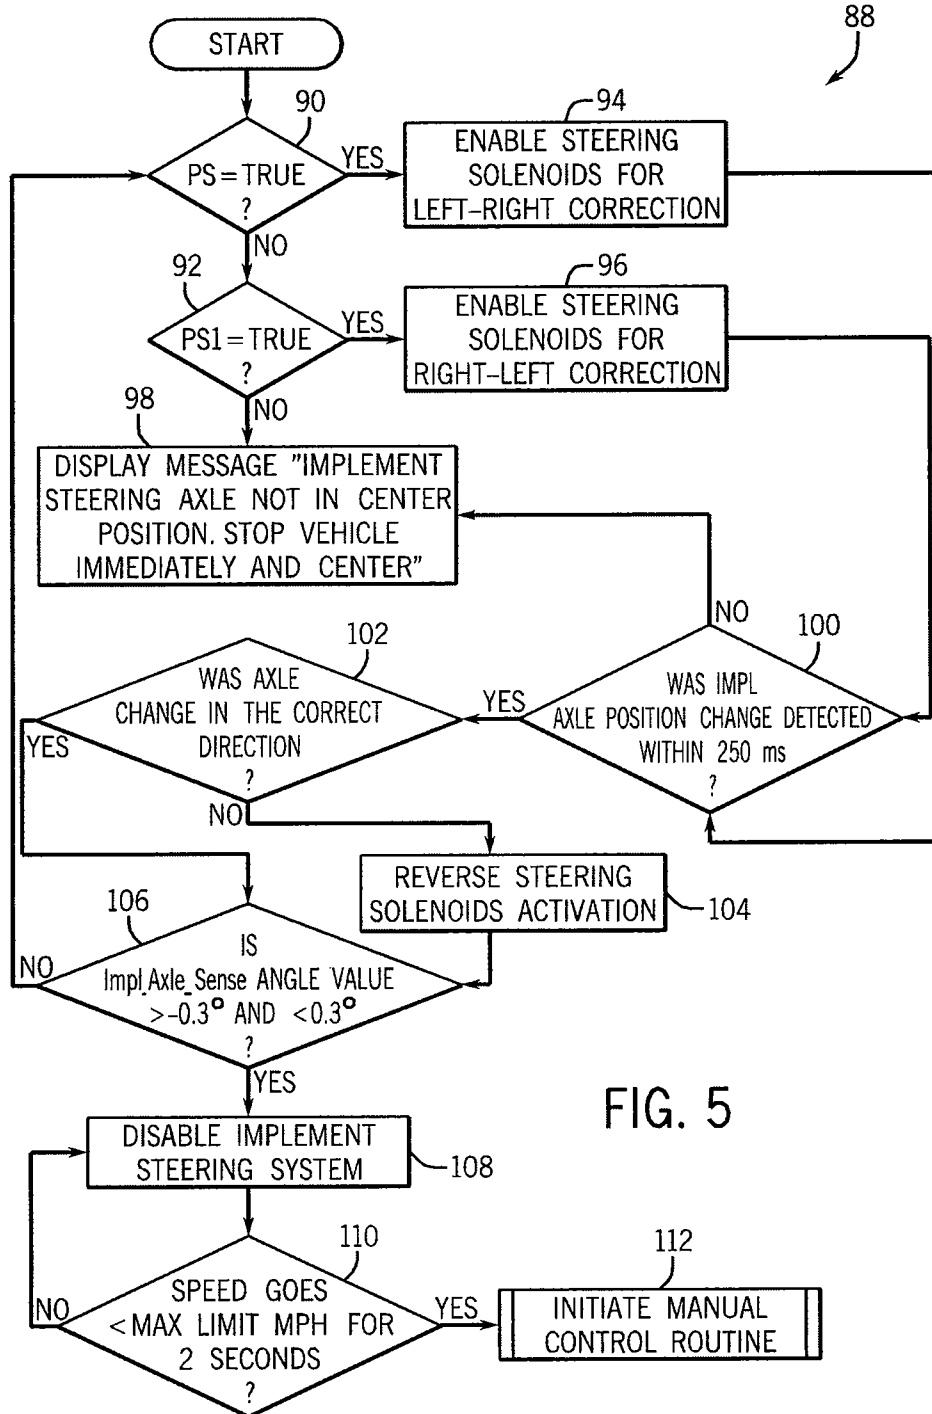 88
START
90
94
PS=TRUE
?
YES
ENABLE STEERING
SOLENOIDS FOR
LEFT-RIGHT CORRECTION
NO
92
96
PS1=TRUE
?
YES
ENABLE STEERING
SOLENOIDS FOR
RIGHT-LEFT CORRECTION
NO
98
DISPLAY MESSAGE "IMPLEMENT
STEERING AXLE NOT IN CENTER
POSITION. STOP VEHICLE
IMMEDIATELY AND CENTER"
NO
100
WAS IMPL
AXLE POSITION CHANGE DETECTED
WITHIN 250 ms
?
YES
102
WAS AXLE
CHANGE IN THE CORRECT
DIRECTION
?
YES
NO
REVERSE STEERING
SOLENOIDS ACTIVATION
104
106
IS
Impl_Axle_Sense ANGLE VALUE
>-0.3° AND <0.3°
?
NO
YES
FIG. 5
DISABLE IMPLEMENT
STEERING SYSTEM
108
110
SPEED GOES
<MAX LIMIT MPH FOR
2 SECONDS
?
NO
YES
112
INITIATE MANUAL
CONTROL ROUTINE